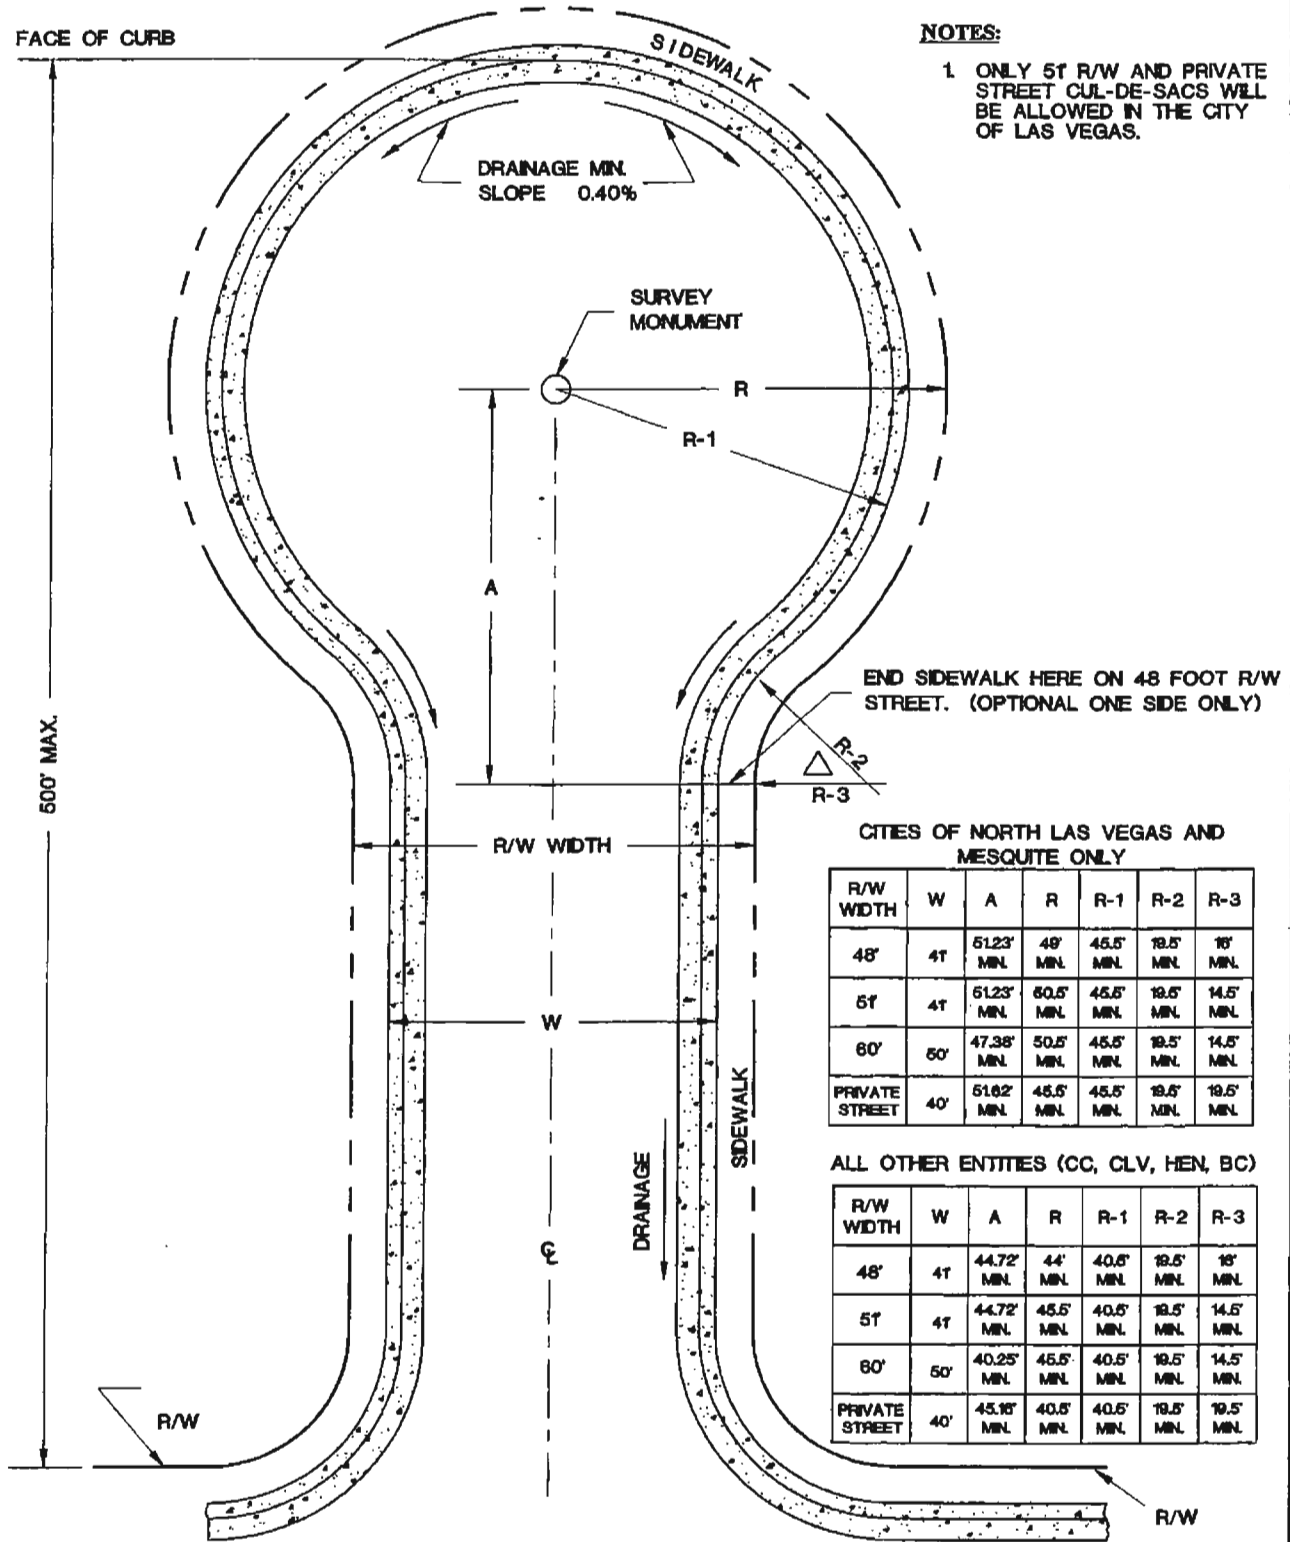 FACE OF CURB
SIDEWALK
NOTES:
1. ONLY 51' R/W AND PRIVATE
STREET CUL-DE-SACS WILL
BE ALLOWED IN THE CITY
OF LAS VEGAS.
DRAINAGE MIN.
SLOPE 0.40%
SURVEY
MONUMENT
R
R-1
A
500' MAX.
END SIDEWALK HERE ON 48 FOOT R/W
STREET. (OPTIONAL ONE SIDE ONLY)
R-2
R-3
R/W WIDTH
CITIES OF NORTH LAS VEGAS AND
MESQUITE ONLY
R/W WIDTH W A R R-1 R-2 R-3
48' 41' 51.23' MIN. 49' MIN. 45.5' MIN. 19.5' MIN. 16' MIN.
51' 41' 51.23' MIN. 50.5' MIN. 45.5' MIN. 19.5' MIN. 14.5' MIN.
60' 50' 47.38' MIN. 50.5' MIN. 45.5' MIN. 19.5' MIN. 14.5' MIN.
PRIVATE STREET 40' 51.62' MIN. 45.5' MIN. 45.5' MIN. 19.5' MIN. 19.5' MIN.
W
SIDEWALK
DRAINAGE
ALL OTHER ENTITIES (CC, CLV, HEN, BC)
R/W WIDTH W A R R-1 R-2 R-3
48' 41' 44.72' MIN. 44' MIN. 40.5' MIN. 19.5' MIN. 16' MIN.
51' 41' 44.72' MIN. 45.5' MIN. 40.5' MIN. 19.5' MIN. 14.5' MIN.
60' 50' 40.25' MIN. 45.5' MIN. 40.5' MIN. 19.5' MIN. 14.5' MIN.
PRIVATE STREET 40' 45.16' MIN. 40.5' MIN. 40.5' MIN. 19.5' MIN. 19.5' MIN.
℄
R/W
R/W